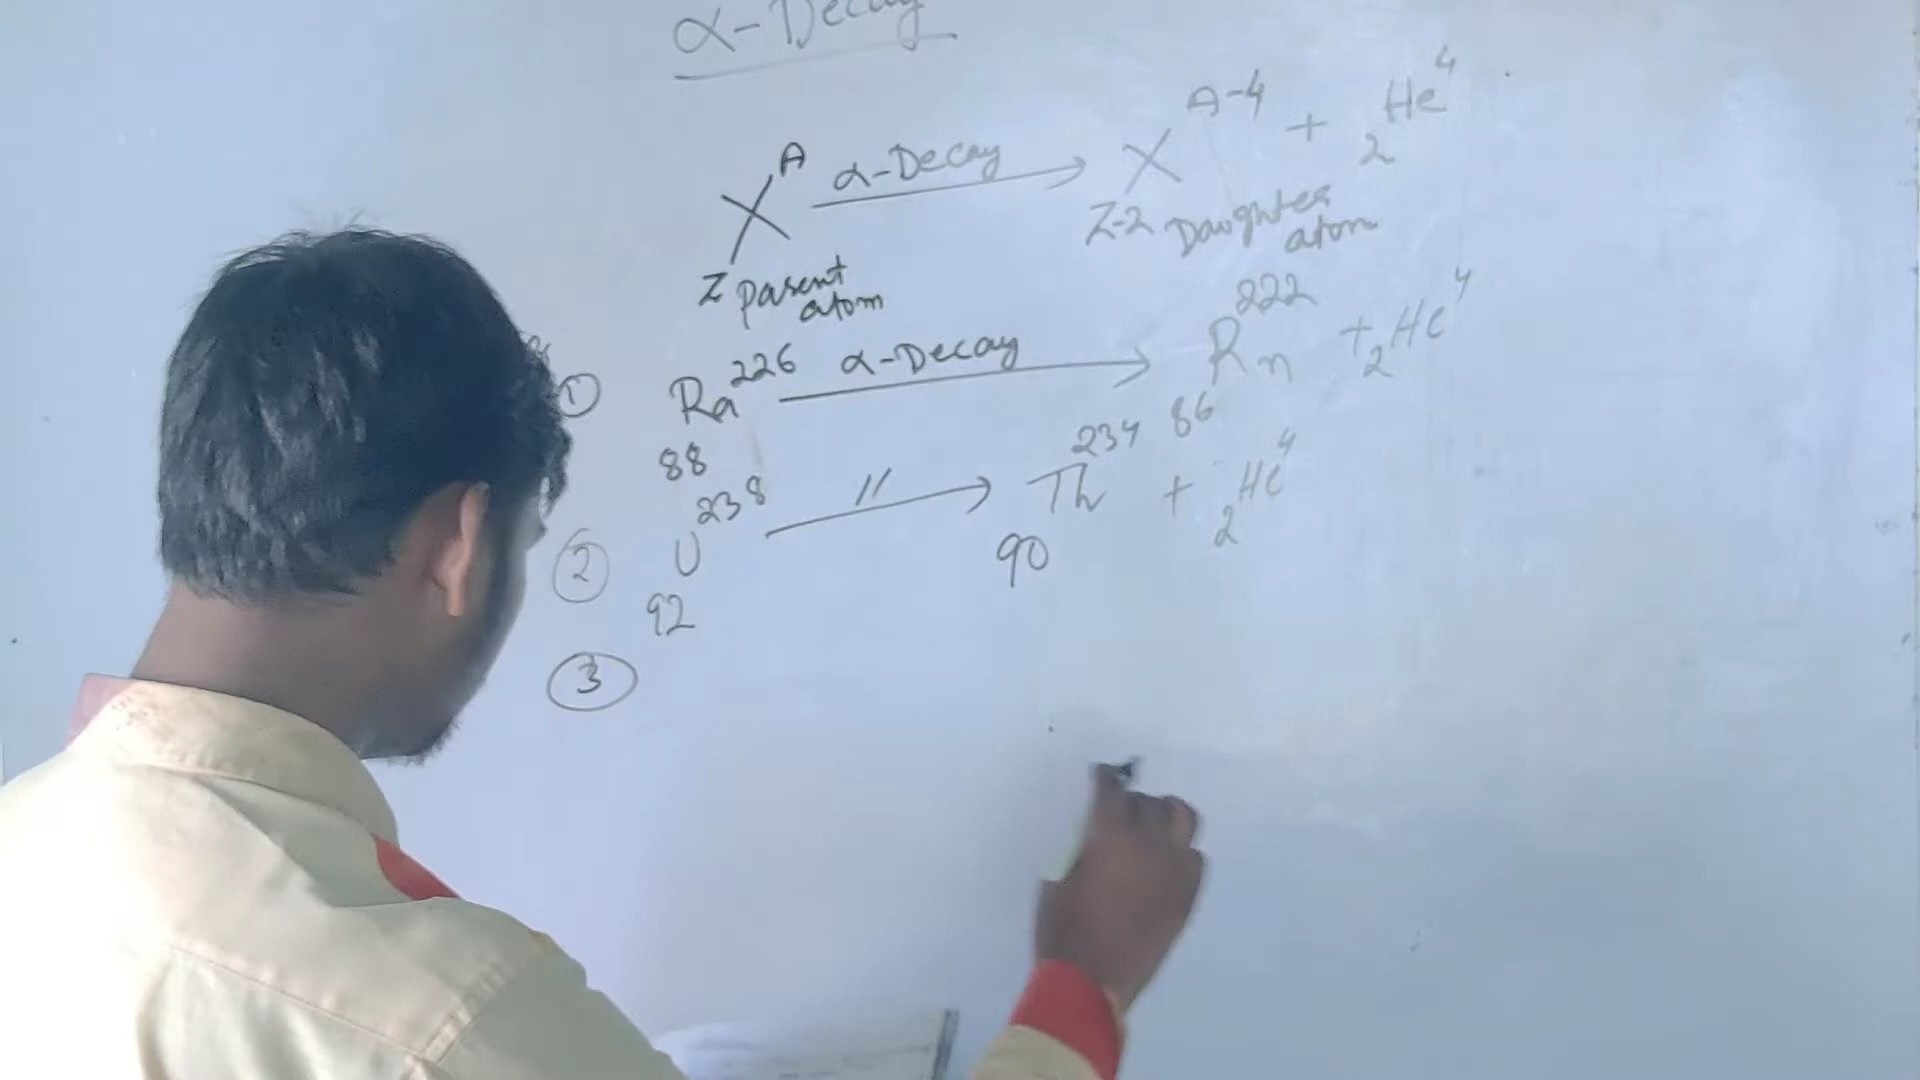 α-Decay
X^A α-Decay → X^A-4 + ₂He⁴
Z parent atom Z-2 Daughter atom
① Ra²²⁶ α-Decay → Rn²²² + ₂He⁴
88 86
② U²³⁸ 〃 → Th²³⁴ + ₂He⁴
92 90
③